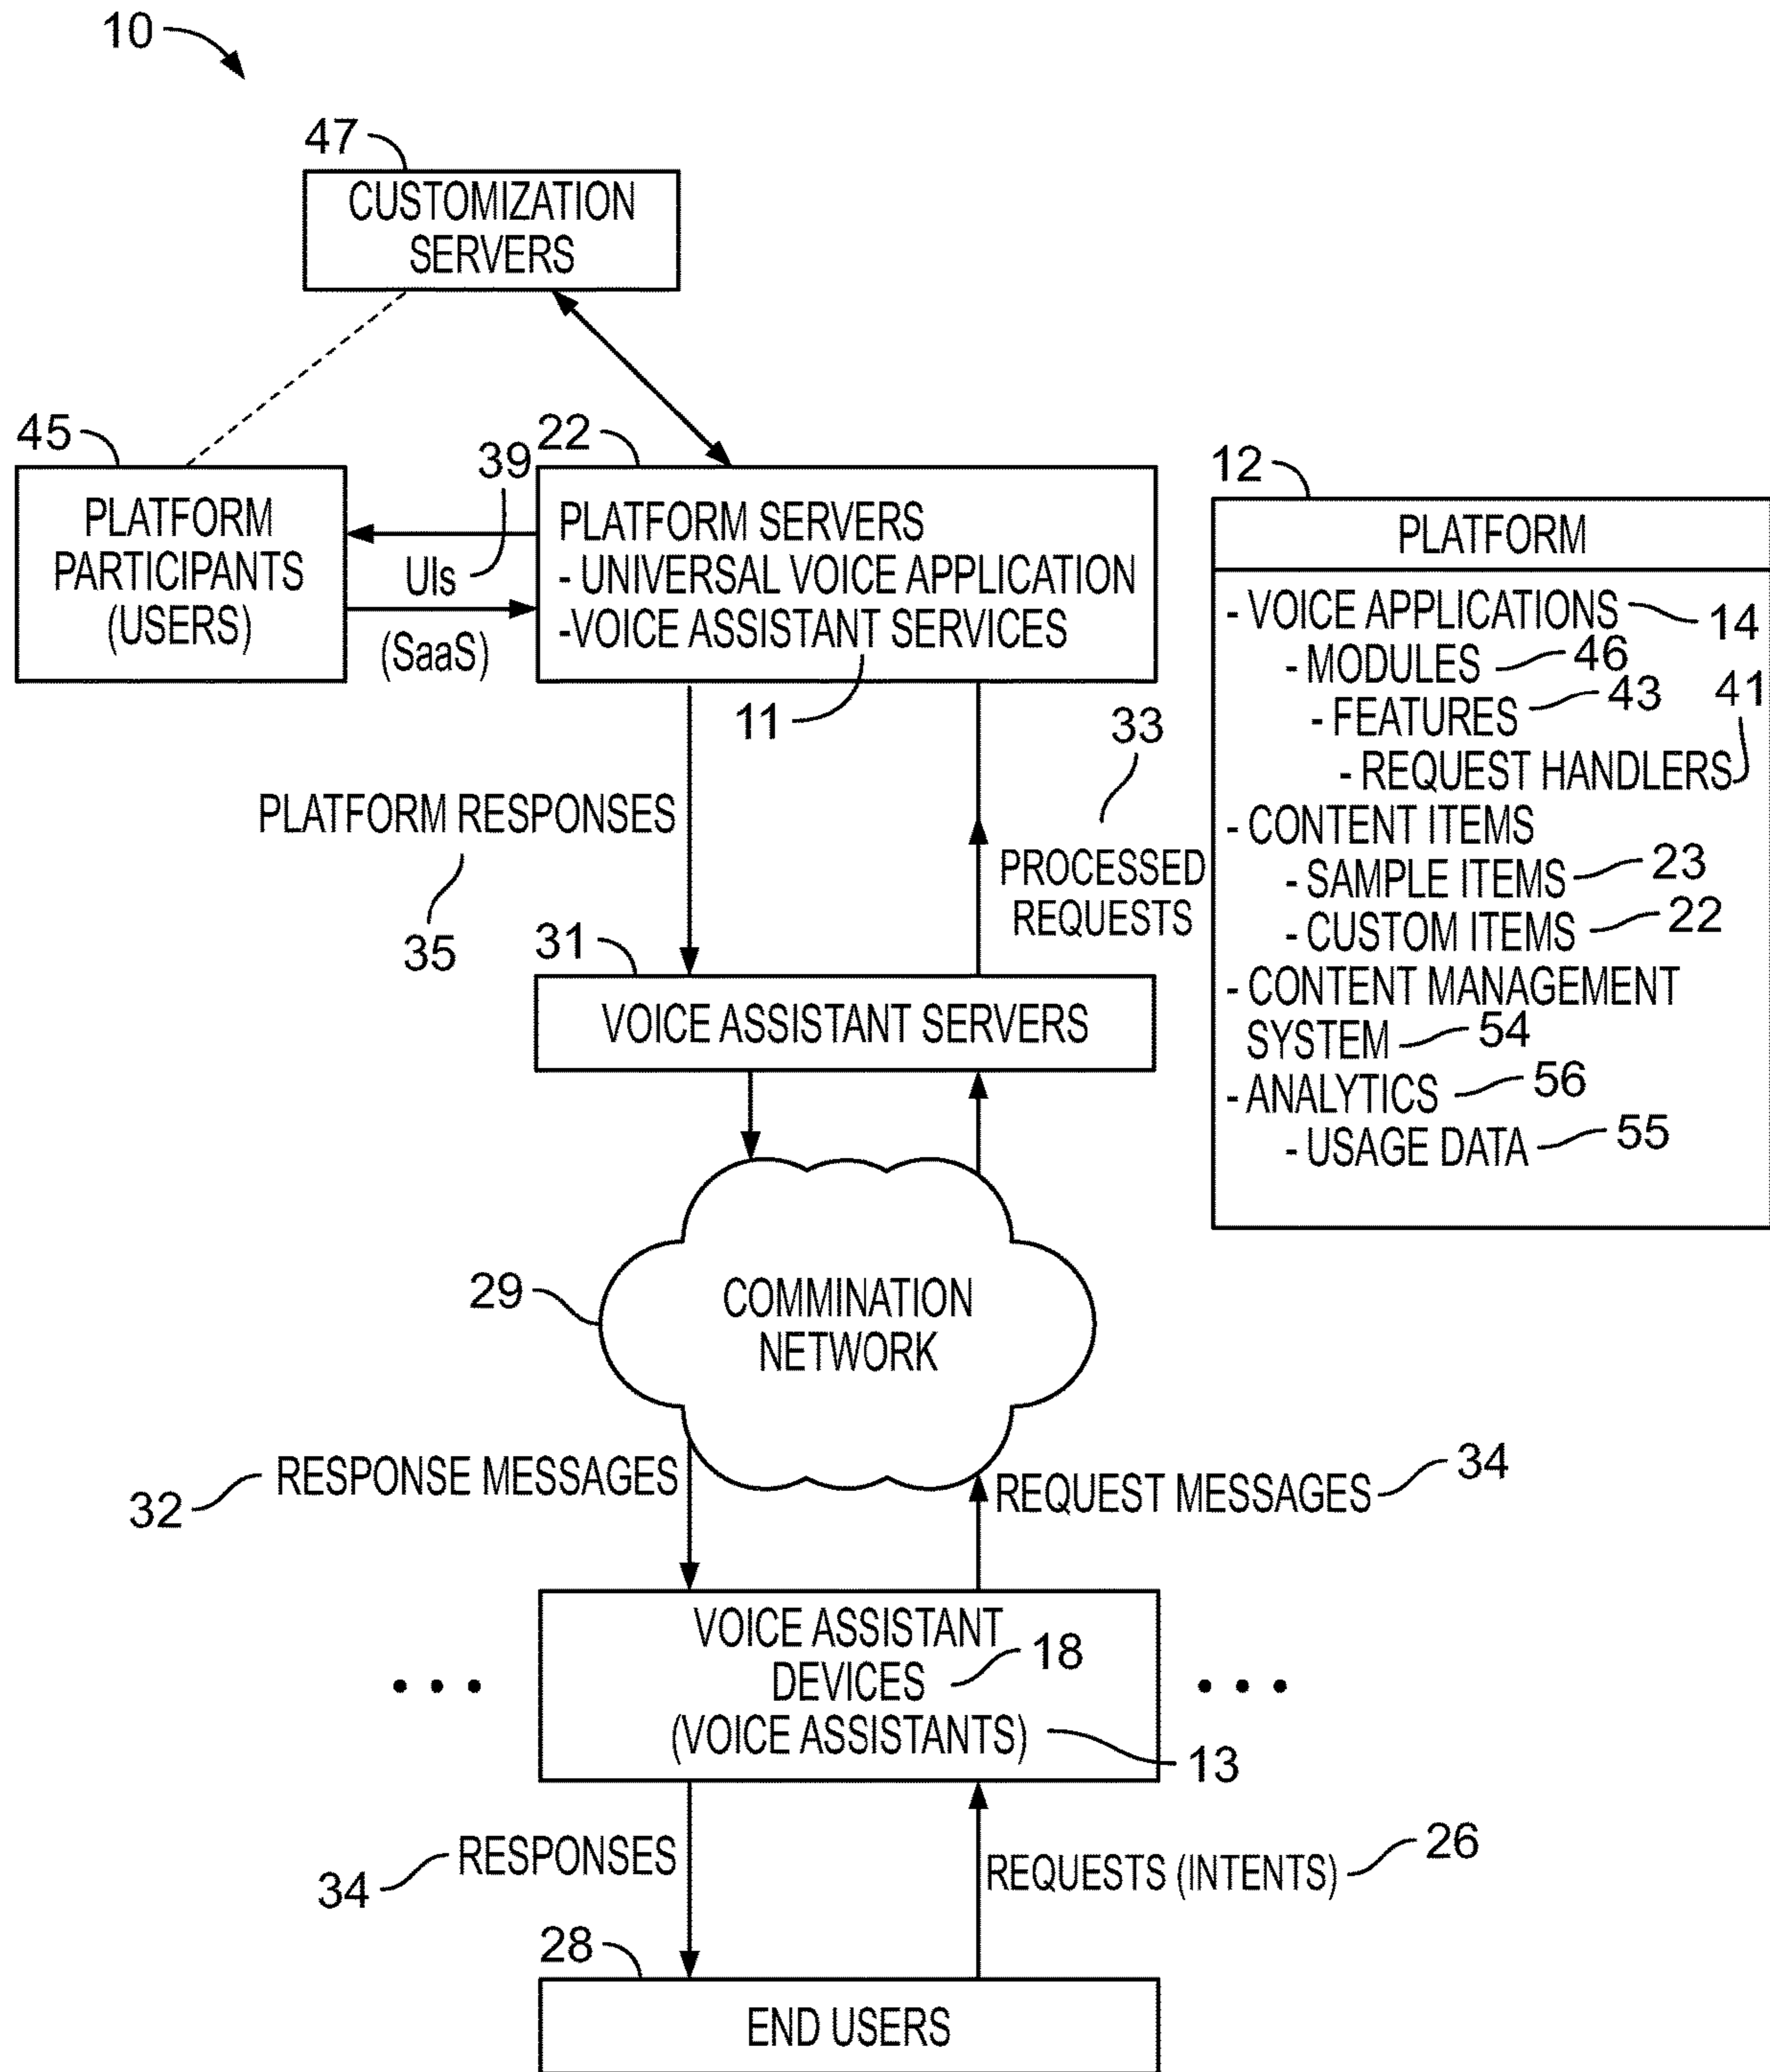 10
47
CUSTOMIZATION
SERVERS
45
PLATFORM
PARTICIPANTS
(USERS)
39
UIs
(SaaS)
22
PLATFORM SERVERS
- UNIVERSAL VOICE APPLICATION
-VOICE ASSISTANT SERVICES
11
12
PLATFORM
- VOICE APPLICATIONS 14
- MODULES 46
- FEATURES 43
- REQUEST HANDLERS 41
- CONTENT ITEMS
- SAMPLE ITEMS 23
- CUSTOM ITEMS 22
- CONTENT MANAGEMENT
SYSTEM 54
- ANALYTICS 56
- USAGE DATA 55
PLATFORM RESPONSES
35
33
PROCESSED
REQUESTS
31
VOICE ASSISTANT SERVERS
29
COMMINATION
NETWORK
32
RESPONSE MESSAGES
REQUEST MESSAGES 34
VOICE ASSISTANT
DEVICES 18
(VOICE ASSISTANTS) 13
34
RESPONSES
REQUESTS (INTENTS) 26
28
END USERS